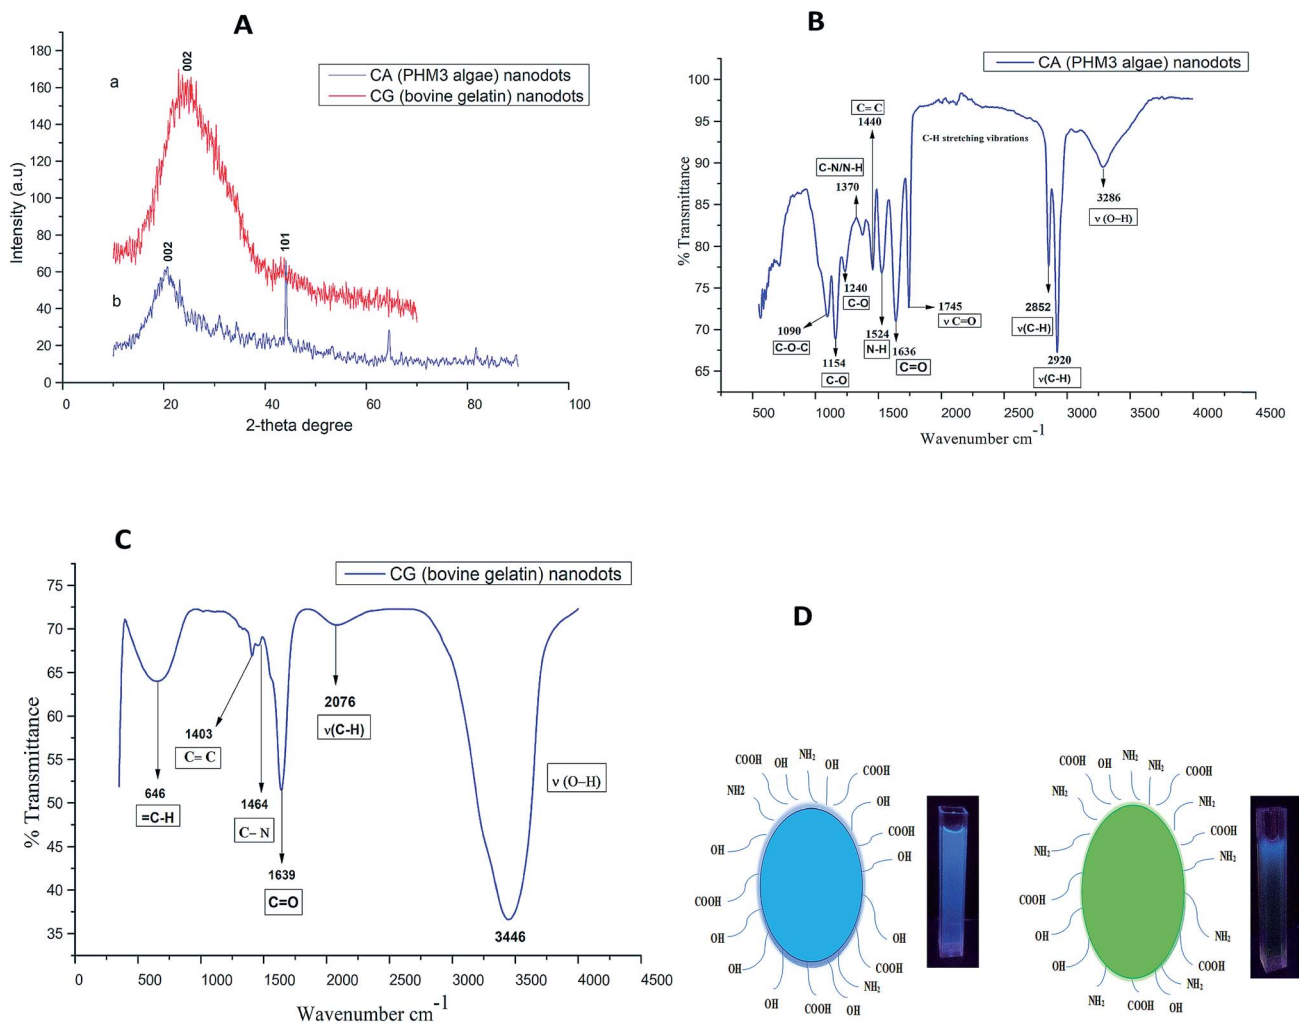 A
CA (PHM3 algae) nanodots
CG (bovine gelatin) nanodots
a
b
002
002
101
Intensity (a.u)
180
160
140
120
100
80
60
40
20
0
0 20 40 60 80 100
2-theta degree
B
CA (PHM3 algae) nanodots
% Transmittance
100
95
90
85
80
75
70
65
C= C
1440
C-H stretching vibrations
C-N/N-H
1370
3286
ν (O–H)
1240
C-O
1745
ν C=O
2852
ν(C-H)
1090
C-O-C
1524
N-H
1636
C=O
1154
C-O
2920
ν(C-H)
500 1000 1500 2000 2500 3000 3500 4000 4500
Wavenumber cm-1
C
CG (bovine gelatin) nanodots
% Transmittance
75
70
65
60
55
50
45
40
35
2076
ν(C-H)
1403
C= C
ν (O–H)
646
=C-H
1464
C– N
1639
C=O
3446
0 500 1000 1500 2000 2500 3000 3500 4000 4500
Wavenumber cm-1
D
COOH OH NH2 OH COOH
NH2 OH
COOH
OH OH
COOH
OH OH
OH COOH
NH2
OH COOH OH
COOH OH NH2 NH2 COOH
NH2 NH2
COOH
NH2 NH2
COOH
OH NH2
OH COOH
NH2
NH2 COOH OH